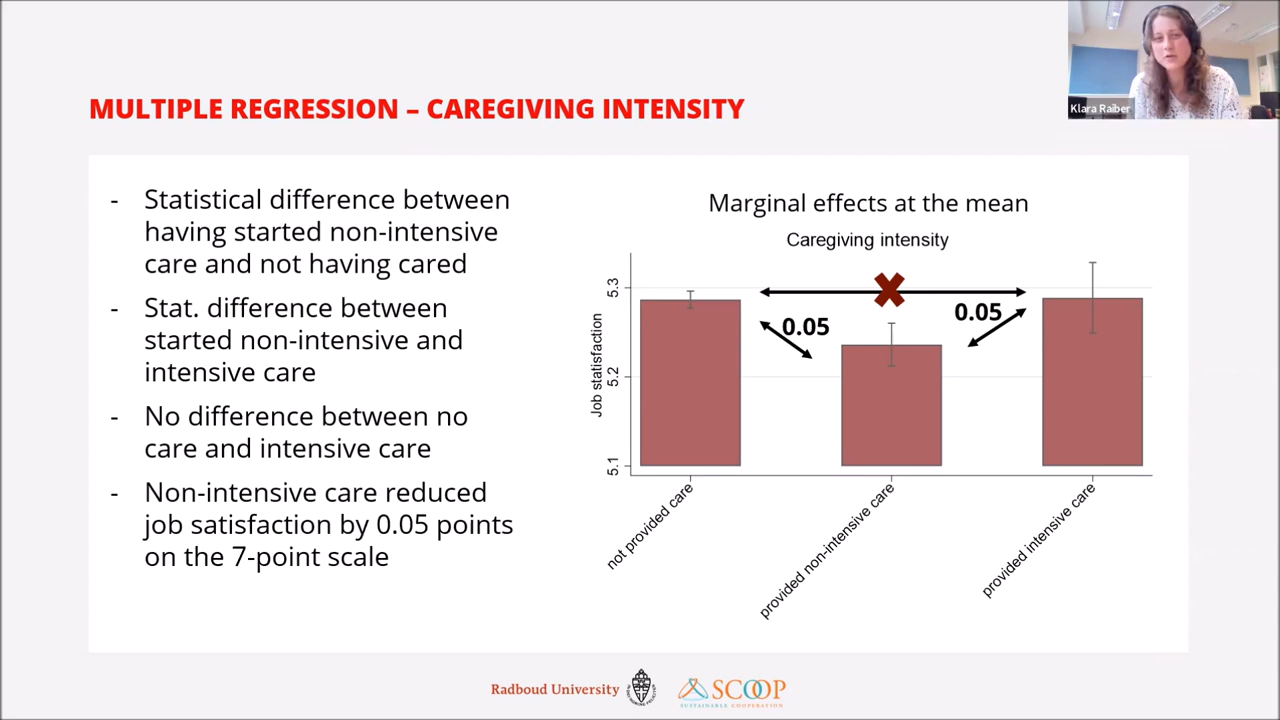 Klara Raiber
MULTIPLE REGRESSION – CAREGIVING INTENSITY
- Statistical difference between
having started non-intensive
care and not having cared
- Stat. difference between
started non-intensive and
intensive care
- No difference between no
care and intensive care
- Non-intensive care reduced
job satisfaction by 0.05 points
on the 7-point scale
Marginal effects at the mean
Caregiving intensity
Job statisfaction
5.3
5.2
5.1
0.05
0.05
not provided care
provided non-intensive care
provided intensive care
Radboud University
SCOOP
SUSTAINABLE COOPERATION